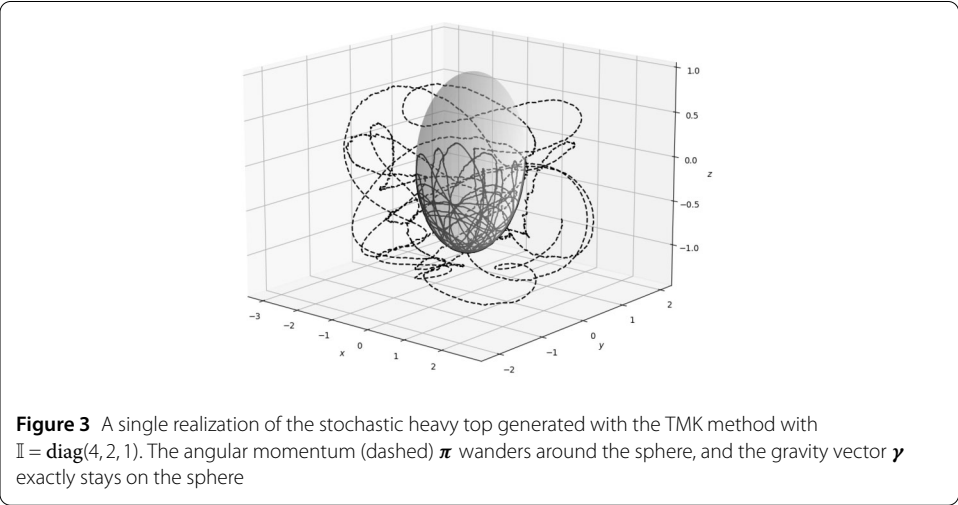 1.0
0.5
0.0
z
−0.5
−1.0
−3
−2
−1
0
1
2
x
−2
−1
0
1
2
y
Figure 3 A single realization of the stochastic heavy top generated with the TMK method with
𝕀 = diag(4, 2, 1). The angular momentum (dashed) π wanders around the sphere, and the gravity vector γ
exactly stays on the sphere